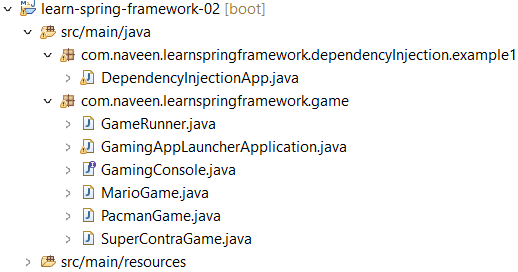 learn-spring-framework-02 [boot]
src/main/java
com.naveen.learnspringframework.dependencyInjection.example1
DependencyInjectionApp.java
com.naveen.learnspringframework.game
GameRunner.java
GamingAppLauncherApplication.java
GamingConsole.java
MarioGame.java
PacmanGame.java
SuperContraGame.java
src/main/resources